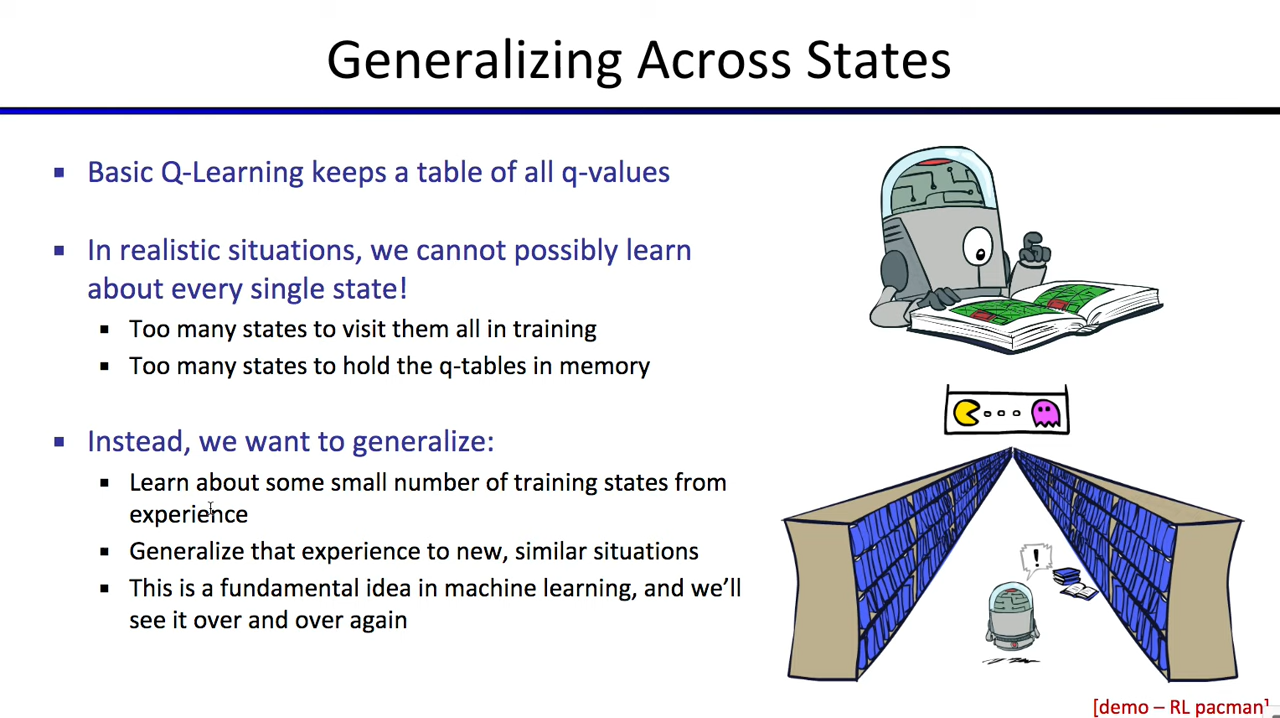 Generalizing Across States
▪ Basic Q-Learning keeps a table of all q-values
▪ In realistic situations, we cannot possibly learn
about every single state!
▪ Too many states to visit them all in training
▪ Too many states to hold the q-tables in memory
▪ Instead, we want to generalize:
▪ Learn about some small number of training states from
experience
▪ Generalize that experience to new, similar situations
▪ This is a fundamental idea in machine learning, and we’ll
see it over and over again
!
[demo – RL pacman]